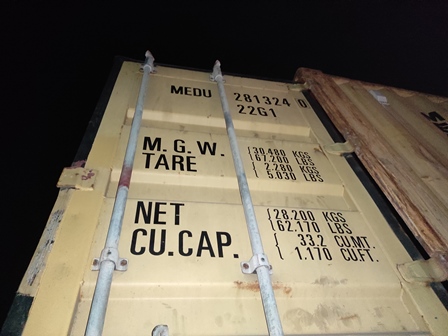 MEDU 281324 0
22G1
M.G.W. 30.480 KGS
67.200 LBS
TARE 2.280 KGS
5.030 LBS
NET 28.200 KGS
62.170 LBS
CU.CAP. 33.2 CU.MT.
1.170 CU.FT.